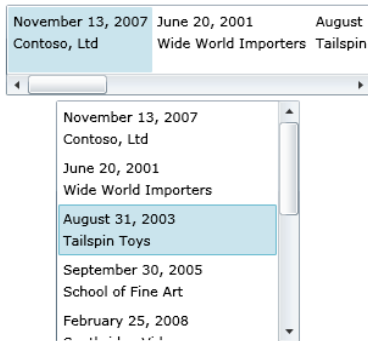 November 13, 2007 June 20, 2001 August
Contoso, Ltd Wide World Importers Tailspin
November 13, 2007
Contoso, Ltd
June 20, 2001
Wide World Importers
August 31, 2003
Tailspin Toys
September 30, 2005
School of Fine Art
February 25, 2008